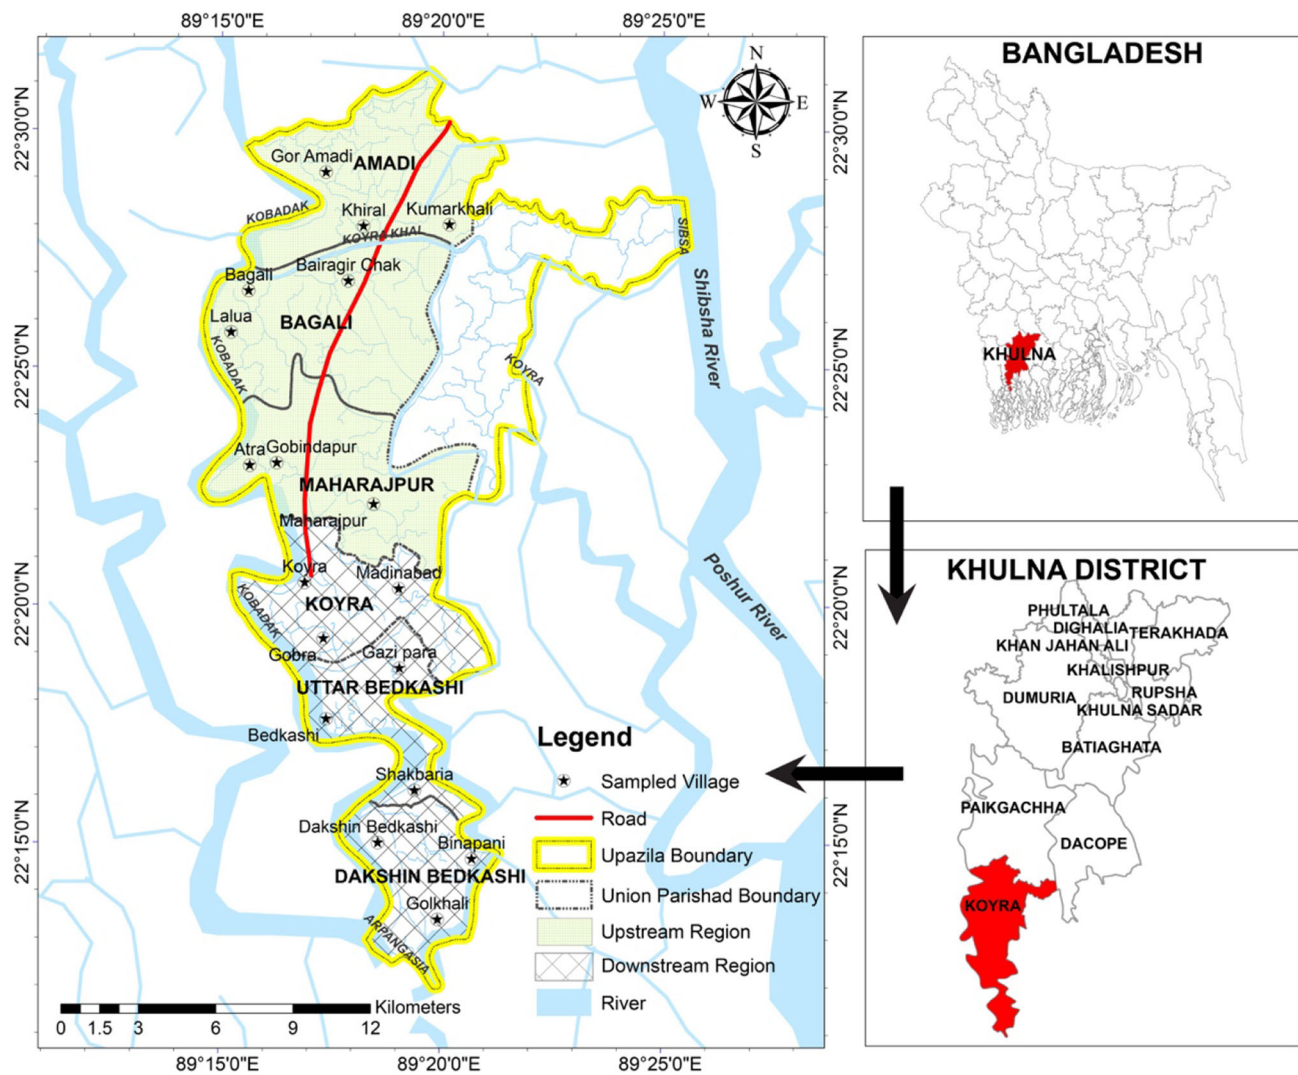 89°15'0"E
89°20'0"E
89°25'0"E
22°30'0"N
22°25'0"N
22°20'0"N
22°15'0"N
N
W
E
S
Gor Amadi
AMADI
KOBADAK
Khiral
Kumarkhali
KOYRA KHAL
SIBSA
Bagali
Bairagir Chak
Shibsha River
Lalua
BAGALI
KOBADAK
KOYRA
Atra
Gobindapur
MAHARAJPUR
Maharajpur
Koyra
Madinabad
Poshur River
KOBADAK
KOYRA
Gobra
Gazi para
UTTAR BEDKASHI
Bedkashi
Shakbaria
Dakshin Bedkashi
Binapani
DAKSHIN BEDKASHI
Golkhali
ARPANGASIA
Legend
Sampled Village
Road
Upazila Boundary
Union Parishad Boundary
Upstream Region
Downstream Region
River
Kilometers
0 1.5 3 6 9 12
89°15'0"E
89°20'0"E
89°25'0"E
22°30'0"N
22°25'0"N
22°20'0"N
22°15'0"N
BANGLADESH
KHULNA
KHULNA DISTRICT
PHULTALA
DIGHALIA
TERAKHADA
KHAN JAHAN ALI
KHALISHPUR
DUMURIA
RUPSHA
KHULNA SADAR
BATIAGHATA
PAIKGACHHA
DACOPE
KOYRA